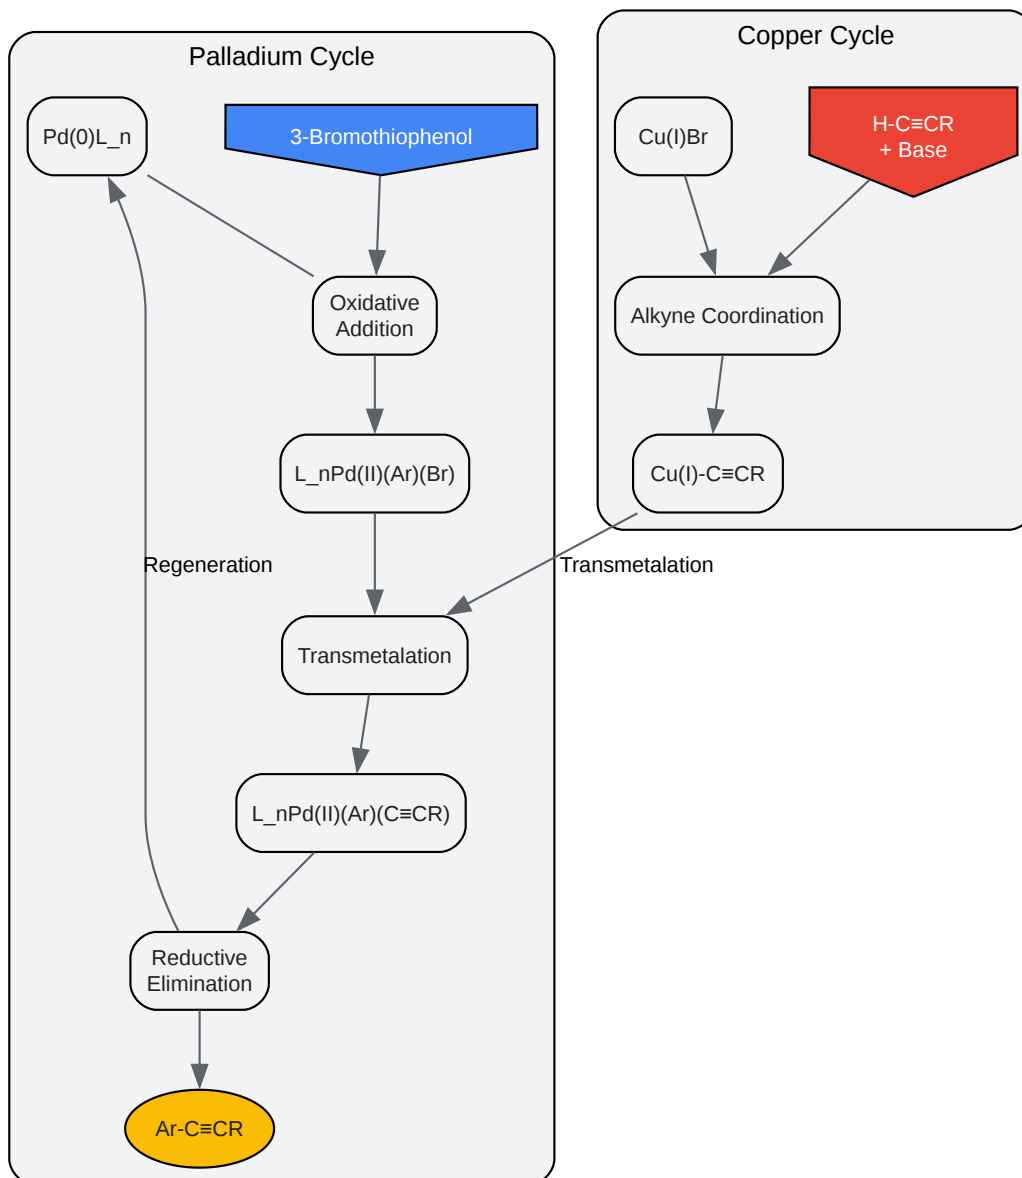 Palladium Cycle
Pd(0)L_n
3-Bromothiophenol
Oxidative
Addition
L_nPd(II)(Ar)(Br)
Regeneration
Transmetalation
L_nPd(II)(Ar)(C≡CR)
Reductive
Elimination
Ar-C≡CR
Copper Cycle
Cu(I)Br
H-C≡CR
+ Base
Alkyne Coordination
Cu(I)-C≡CR
Transmetalation